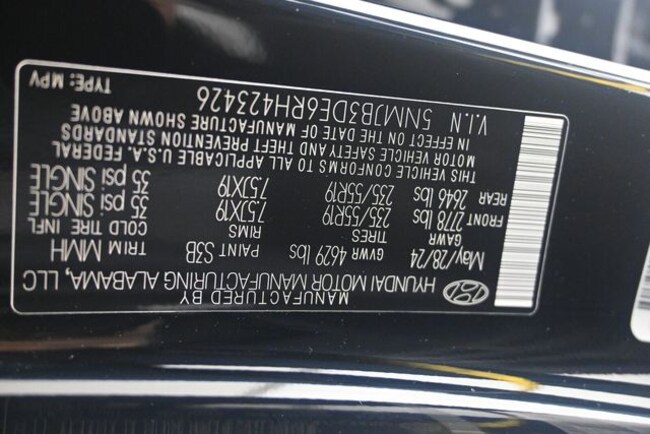 MANUFACTURED BY
HYUNDAI MOTOR MANUFACTURING ALABAMA, LLC
May/28/24 GVWR 4629 lbs PAINT S3B TRIM MMH
GAWR TIRES RIMS COLD TIRE INFL
FRONT 2778 lbs 235/55R19 7.5JX19 35 psi SINGLE
REAR 2646 lbs 235/55R19 7.5JX19 35 psi SINGLE
THIS VEHICLE CONFORMS TO ALL APPLICABLE U.S.A. FEDERAL
MOTOR VEHICLE SAFETY AND THEFT PREVENTION STANDARDS
IN EFFECT ON THE DATE OF MANUFACTURE SHOWN ABOVE
V.I.N 5NMJB3DE6RH423426
TYPE: MPV